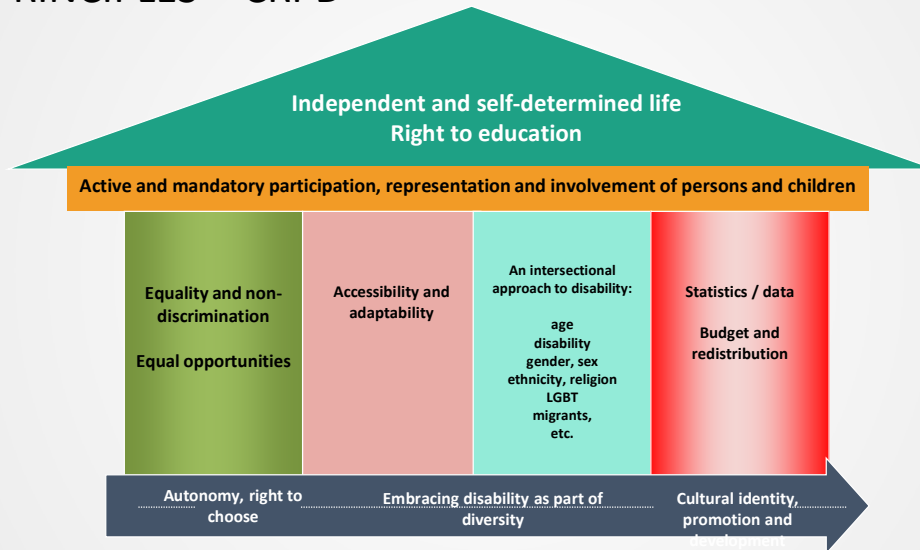 RINCIPLES – CRPD
Independent and self-determined life
Right to education
Active and mandatory participation, representation and involvement of persons and children
Equality and non-
discrimination
Equal opportunities
Accessibility and
adaptability
An intersectional
approach to disability:
age
disability
gender, sex
ethnicity, religion
LGBT
migrants,
etc.
Statistics / data
Budget and
redistribution
Autonomy, right to
choose
Embracing disability as part of
diversity
Cultural identity,
promotion and
development